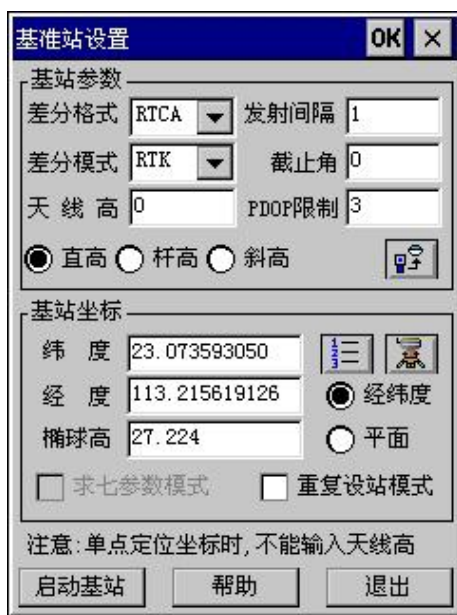 基准站设置 OK ×
基站参数
差分格式 RTCA 发射间隔 1
差分模式 RTK 截止角 0
天线高 0 PDOP限制 3
直高 杆高 斜高
基站坐标
纬度 23.073593050
经度 113.215619126 经纬度
椭球高 27.224 平面
求七参数模式 重复设站模式
注意:单点定位坐标时,不能输入天线高
启动基站 帮助 退出